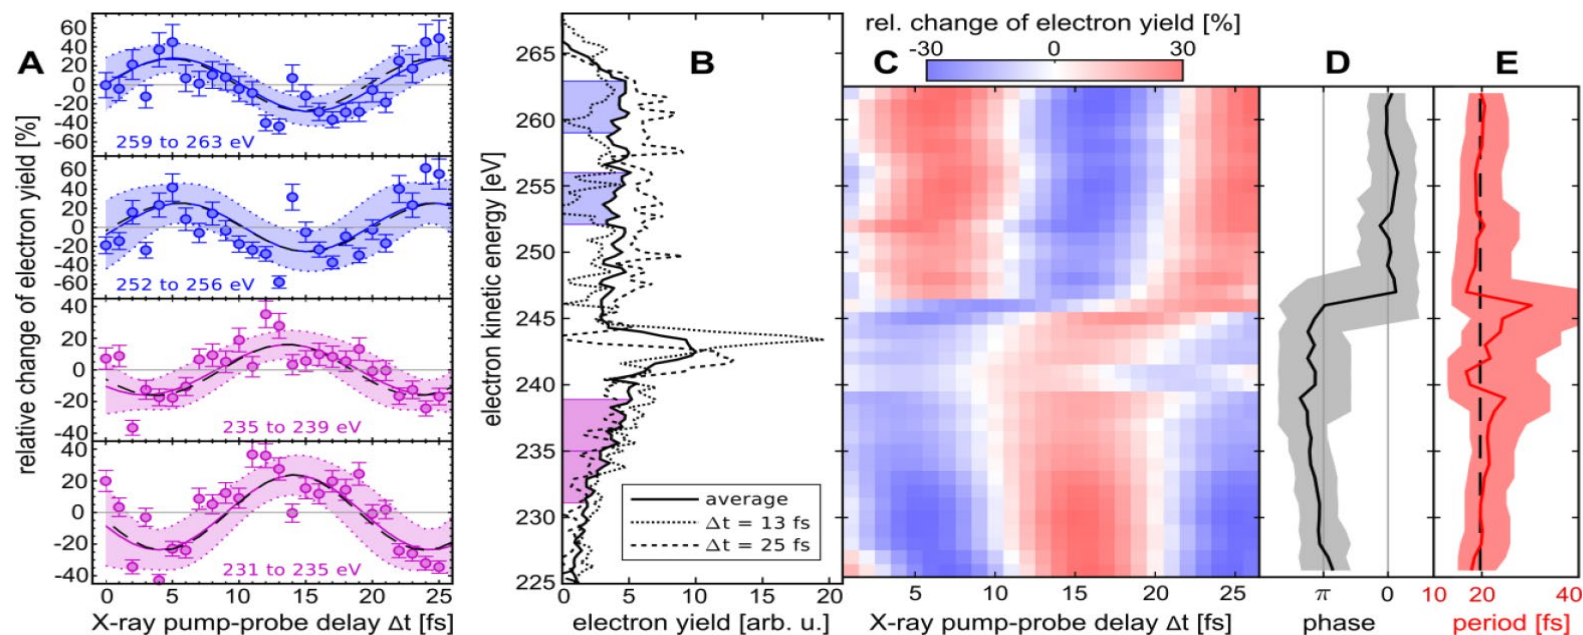 A
relative change of electron yield [%]
60
40
20
0
-20
-40
-60
259 to 263 eV
60
40
20
0
-20
-40
-60
252 to 256 eV
40
20
0
-20
-40
235 to 239 eV
40
20
0
-20
-40
231 to 235 eV
0 5 10 15 20 25
X-ray pump-probe delay Δt [fs]
B
electron kinetic energy [eV]
265
260
255
250
245
240
235
230
225
average
Δt = 13 fs
Δt = 25 fs
0 5 10 15 20
electron yield [arb. u.]
rel. change of electron yield [%]
-30 0 30
C
0 5 10 15 20 25
X-ray pump-probe delay Δt [fs]
D
π 0
phase
E
10 20 40
period [fs]